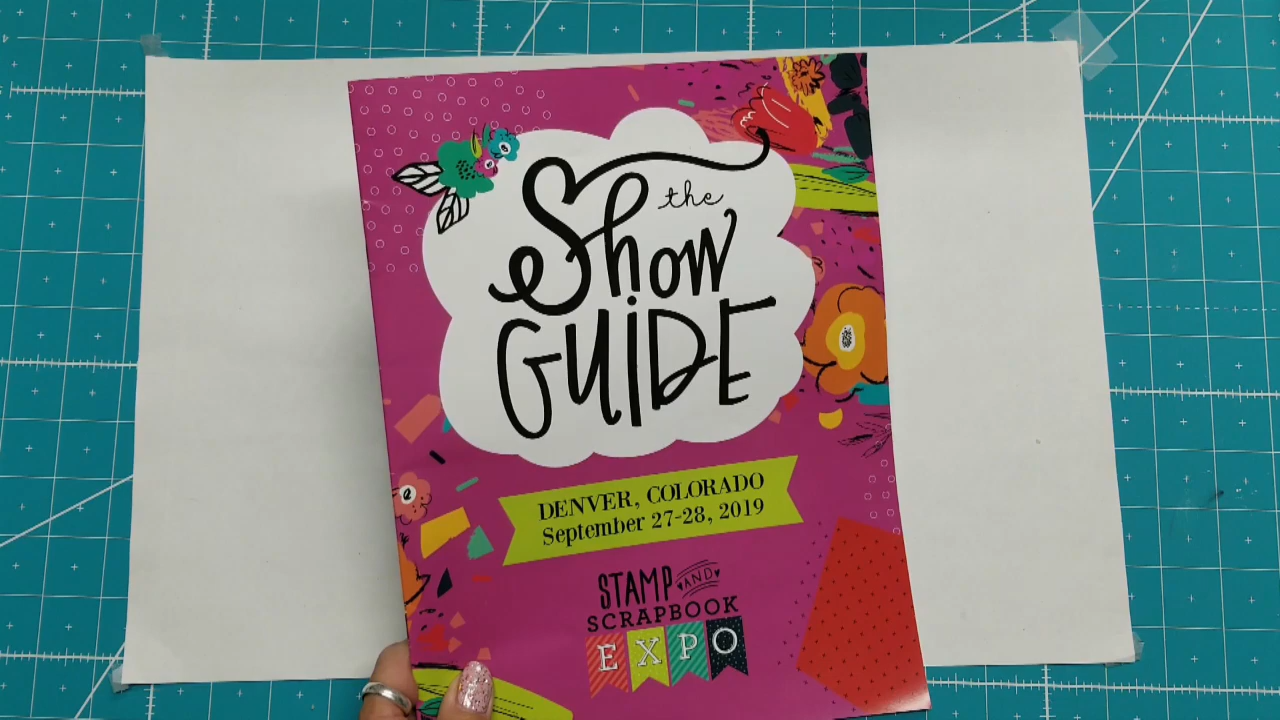 the
Show
GUIDE
DENVER, COLORADO
September 27-28, 2019
STAMP AND
SCRAPBOOK
EXPO